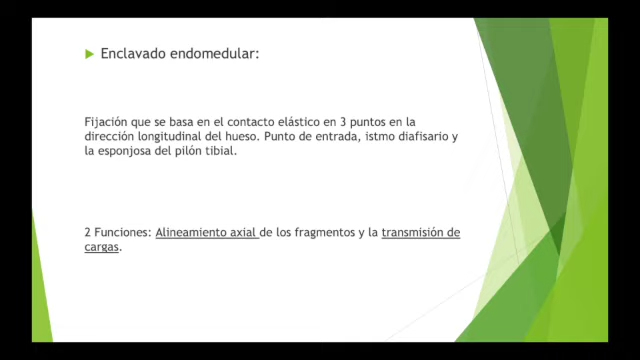 Enclavado endomedular:
Fijación que se basa en el contacto elástico en 3 puntos en la
dirección longitudinal del hueso. Punto de entrada, istmo diafisario y
la esponjosa del pilón tibial.
2 Funciones: Alineamiento axial de los fragmentos y la transmisión de
cargas.